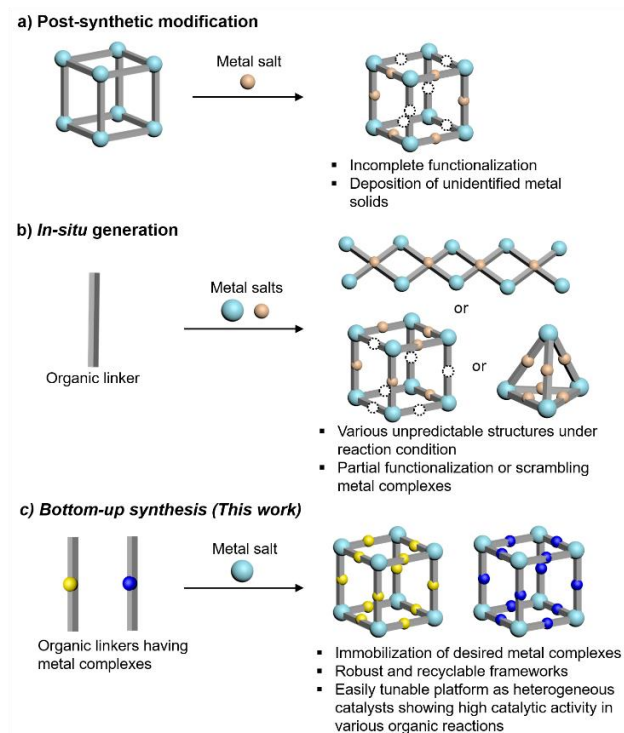 a) Post-synthetic modification
Metal salt
▪ Incomplete functionalization
▪ Deposition of unidentified metal
solids
b) In-situ generation
Metal salts
or
or
Organic linker
▪ Various unpredictable structures under
reaction condition
▪ Partial functionalization or scrambling
metal complexes
c) Bottom-up synthesis (This work)
Metal salt
Organic linkers having
metal complexes
▪ Immobilization of desired metal complexes
▪ Robust and recyclable frameworks
▪ Easily tunable platform as heterogeneous
catalysts showing high catalytic activity in
various organic reactions